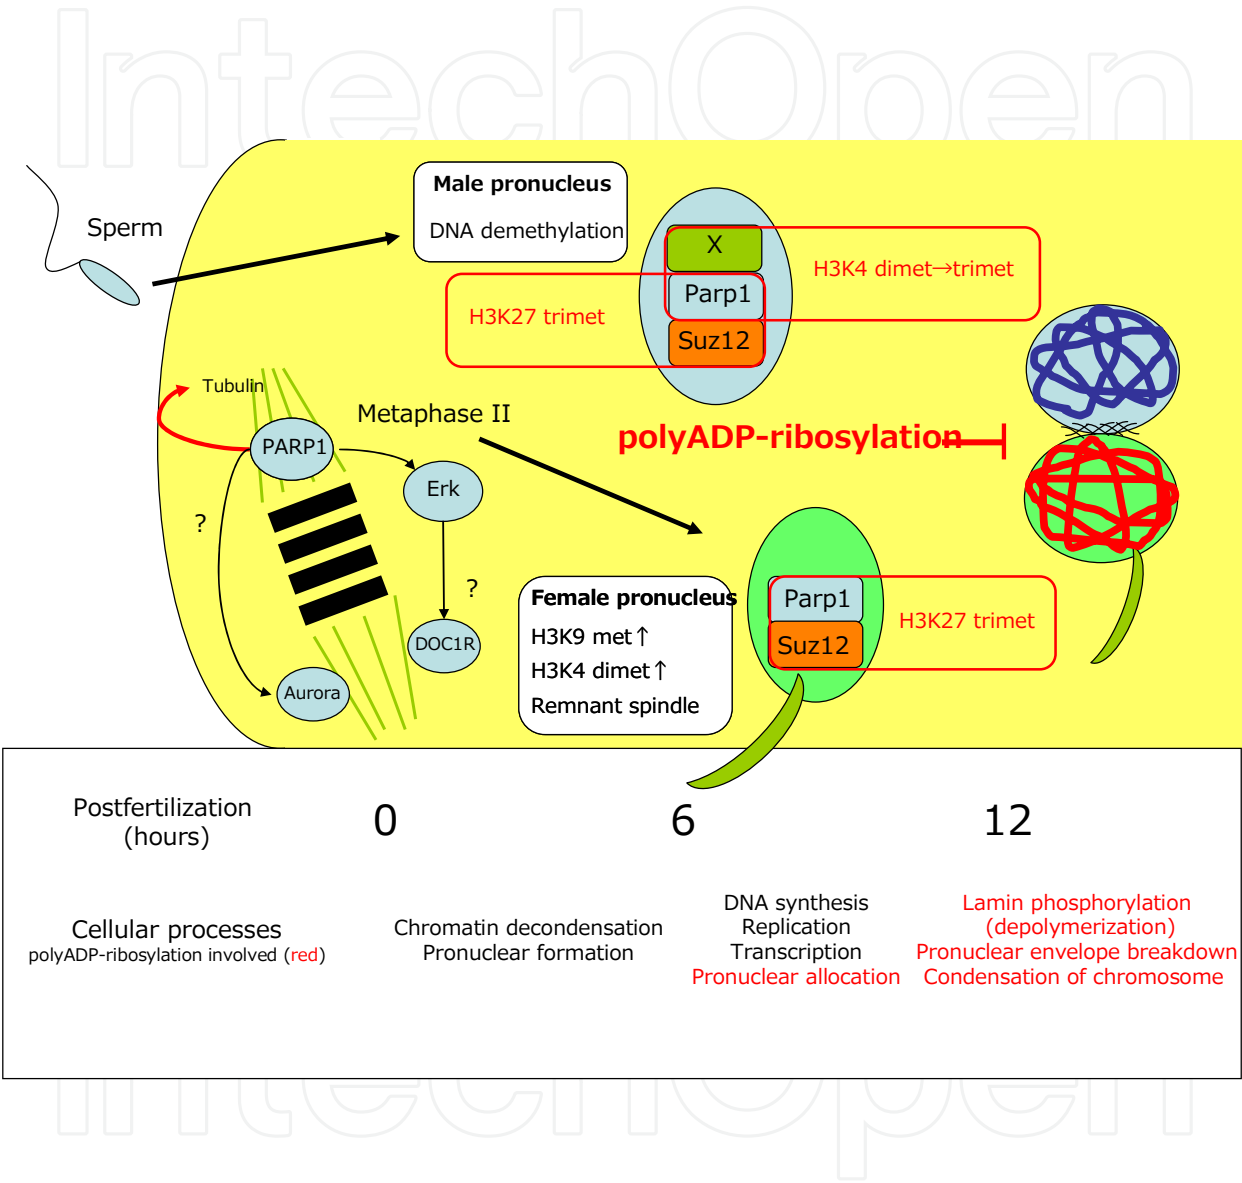 IntechOpen
Male pronucleus
DNA demethylation
Sperm
X
Parp1
Suz12
H3K4 dimet→trimet
H3K27 trimet
Tubulin
Metaphase II
polyADP-ribosylation
PARP1
Erk
?
?
DOC1R
Aurora
Female pronucleus
H3K9 met↑
H3K4 dimet↑
Remnant spindle
Parp1
Suz12
H3K27 trimet
Postfertilization
(hours)
0
6
12
Cellular processes
polyADP-ribosylation involved (red)
Chromatin decondensation
Pronuclear formation
DNA synthesis
Replication
Transcription
Pronuclear allocation
Lamin phosphorylation
(depolymerization)
Pronuclear envelope breakdown
Condensation of chromosome
IntechOpen